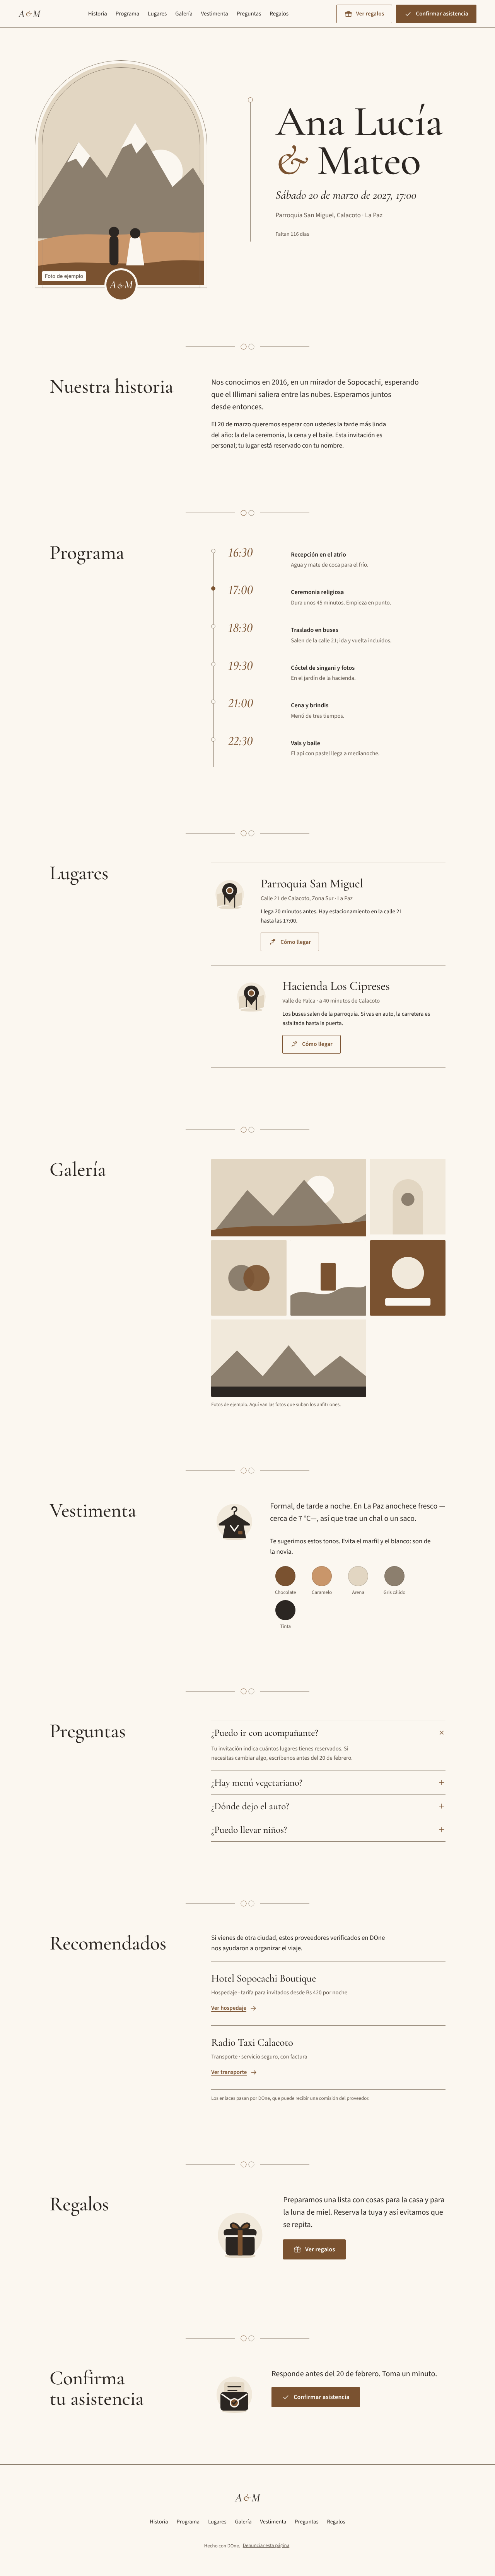 A & M
Historia Programa Lugares Galería Vestimenta Preguntas Regalos
Ver regalos
Confirmar asistencia
Ana Lucía
& Mateo
Sábado 20 de marzo de 2027, 17:00
Parroquia San Miguel, Calacoto · La Paz
Faltan 116 días
Foto de ejemplo
A & M
Nuestra historia
Nos conocimos en 2016, en un mirador de Sopocachi, esperando
que el Illimani saliera entre las nubes. Esperamos juntos
desde entonces.
El 20 de marzo queremos esperar con ustedes la tarde más linda
del año: la de la ceremonia, la cena y el baile. Esta invitación es
personal; tu lugar está reservado con tu nombre.
Programa
16:30
Recepción en el atrio
Agua y mate de coca para el frío.
17:00
Ceremonia religiosa
Dura unos 45 minutos. Empieza en punto.
18:30
Traslado en buses
Salen de la calle 21; ida y vuelta incluidos.
19:30
Cóctel de singani y fotos
En el jardín de la hacienda.
21:00
Cena y brindis
Menú de tres tiempos.
22:30
Vals y baile
El api con pastel llega a medianoche.
Lugares
Parroquia San Miguel
Calle 21 de Calacoto, Zona Sur · La Paz
Llega 20 minutos antes. Hay estacionamiento en la calle 21
hasta las 17:00.
Cómo llegar
Hacienda Los Cipreses
Valle de Palca · a 40 minutos de Calacoto
Los buses salen de la parroquia. Si vas en auto, la carretera es
asfaltada hasta la puerta.
Cómo llegar
Galería
Fotos de ejemplo. Aquí van las fotos que suban los anfitriones.
Vestimenta
Formal, de tarde a noche. En La Paz anochece fresco —
cerca de 7 °C—, así que trae un chal o un saco.
Te sugerimos estos tonos. Evita el marfil y el blanco: son de
la novia.
Chocolate Caramelo Arena Gris cálido
Tinta
Preguntas
¿Puedo ir con acompañante?
Tu invitación indica cuántos lugares tienes reservados. Si
necesitas cambiar algo, escríbenos antes del 20 de febrero.
¿Hay menú vegetariano?
¿Dónde dejo el auto?
¿Puedo llevar niños?
Recomendados
Si vienes de otra ciudad, estos proveedores verificados en DOne
nos ayudaron a organizar el viaje.
Hotel Sopocachi Boutique
Hospedaje · tarifa para invitados desde Bs 420 por noche
Ver hospedaje
Radio Taxi Calacoto
Transporte · servicio seguro, con factura
Ver transporte
Los enlaces pasan por DOne, que puede recibir una comisión del proveedor.
Regalos
Preparamos una lista con cosas para la casa y para
la luna de miel. Reserva la tuya y así evitamos que
se repita.
Ver regalos
Confirma
tu asistencia
Responde antes del 20 de febrero. Toma un minuto.
Confirmar asistencia
A & M
Historia Programa Lugares Galería Vestimenta Preguntas Regalos
Hecho con DOne. Denunciar esta página